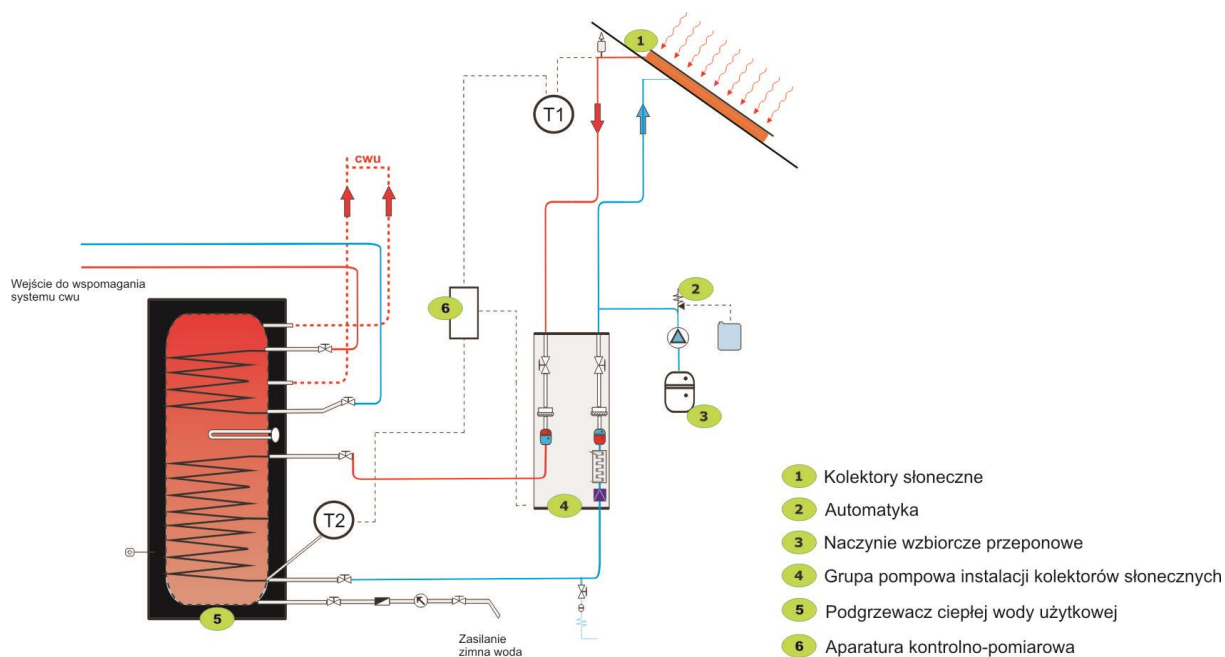 1
T1
cwu
Wejście do wspomagania
systemu cwu
6
2
3
4
T2
5
Zasilanie
zimna woda
1 Kolektory słoneczne
2 Automatyka
3 Naczynie wzbiorcze przeponowe
4 Grupa pompowa instalacji kolektorów słonecznych
5 Podgrzewacz ciepłej wody użytkowej
6 Aparatura kontrolno-pomiarowa